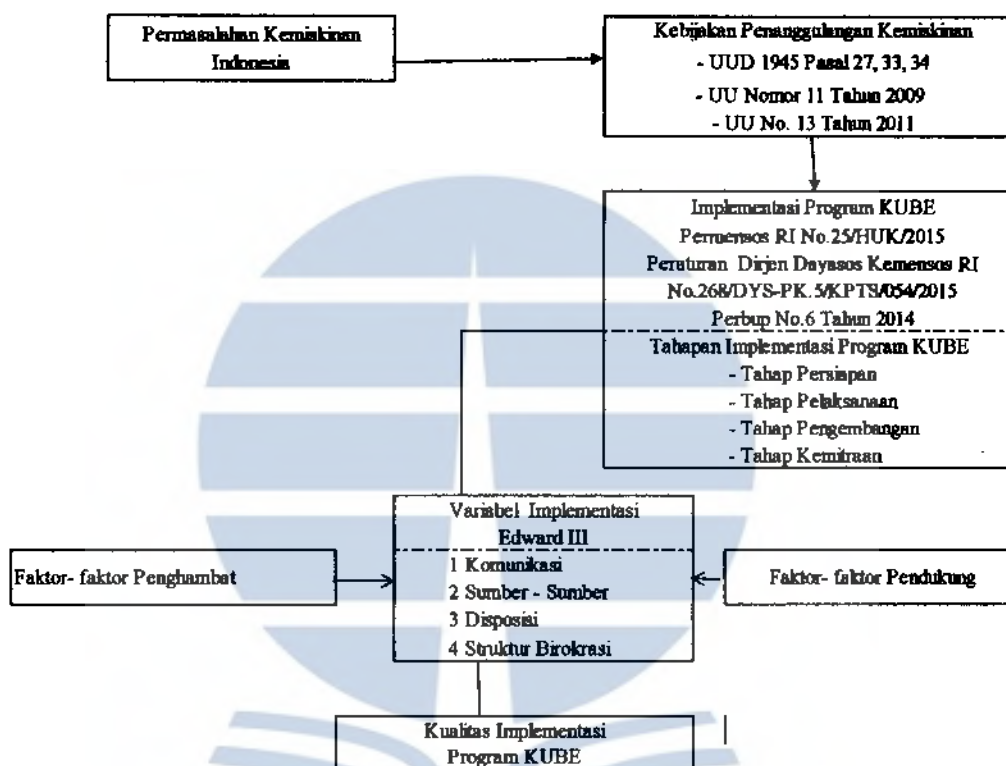 Permasalahan Kemiskinan
Indonesia
Kebijakan Penanggulangan Kemiskinan
- UUD 1945 Pasal 27, 33, 34
- UU Nomor 11 Tahun 2009
- UU No. 13 Tahun 2011
Implementasi Program KUBE
Permensos RI No.25/HUK/2015
Peraturan Dirjen Dayasos Kemensos RI
No.268/DYS-PK.5/KPTS/054/2015
Perbup No.6 Tahun 2014
Tahapan Implementasi Program KUBE
- Tahap Persiapan
- Tahap Pelaksanaan
- Tahap Pengembangan
- Tahap Kemitraan
Variabel Implementasi
Edward III
1 Komunikasi
2 Sumber - Sumber
3 Disposisi
4 Struktur Birokrasi
Faktor- faktor Penghambat
Faktor- faktor Pendukung
Kualitas Implementasi
Program KUBE